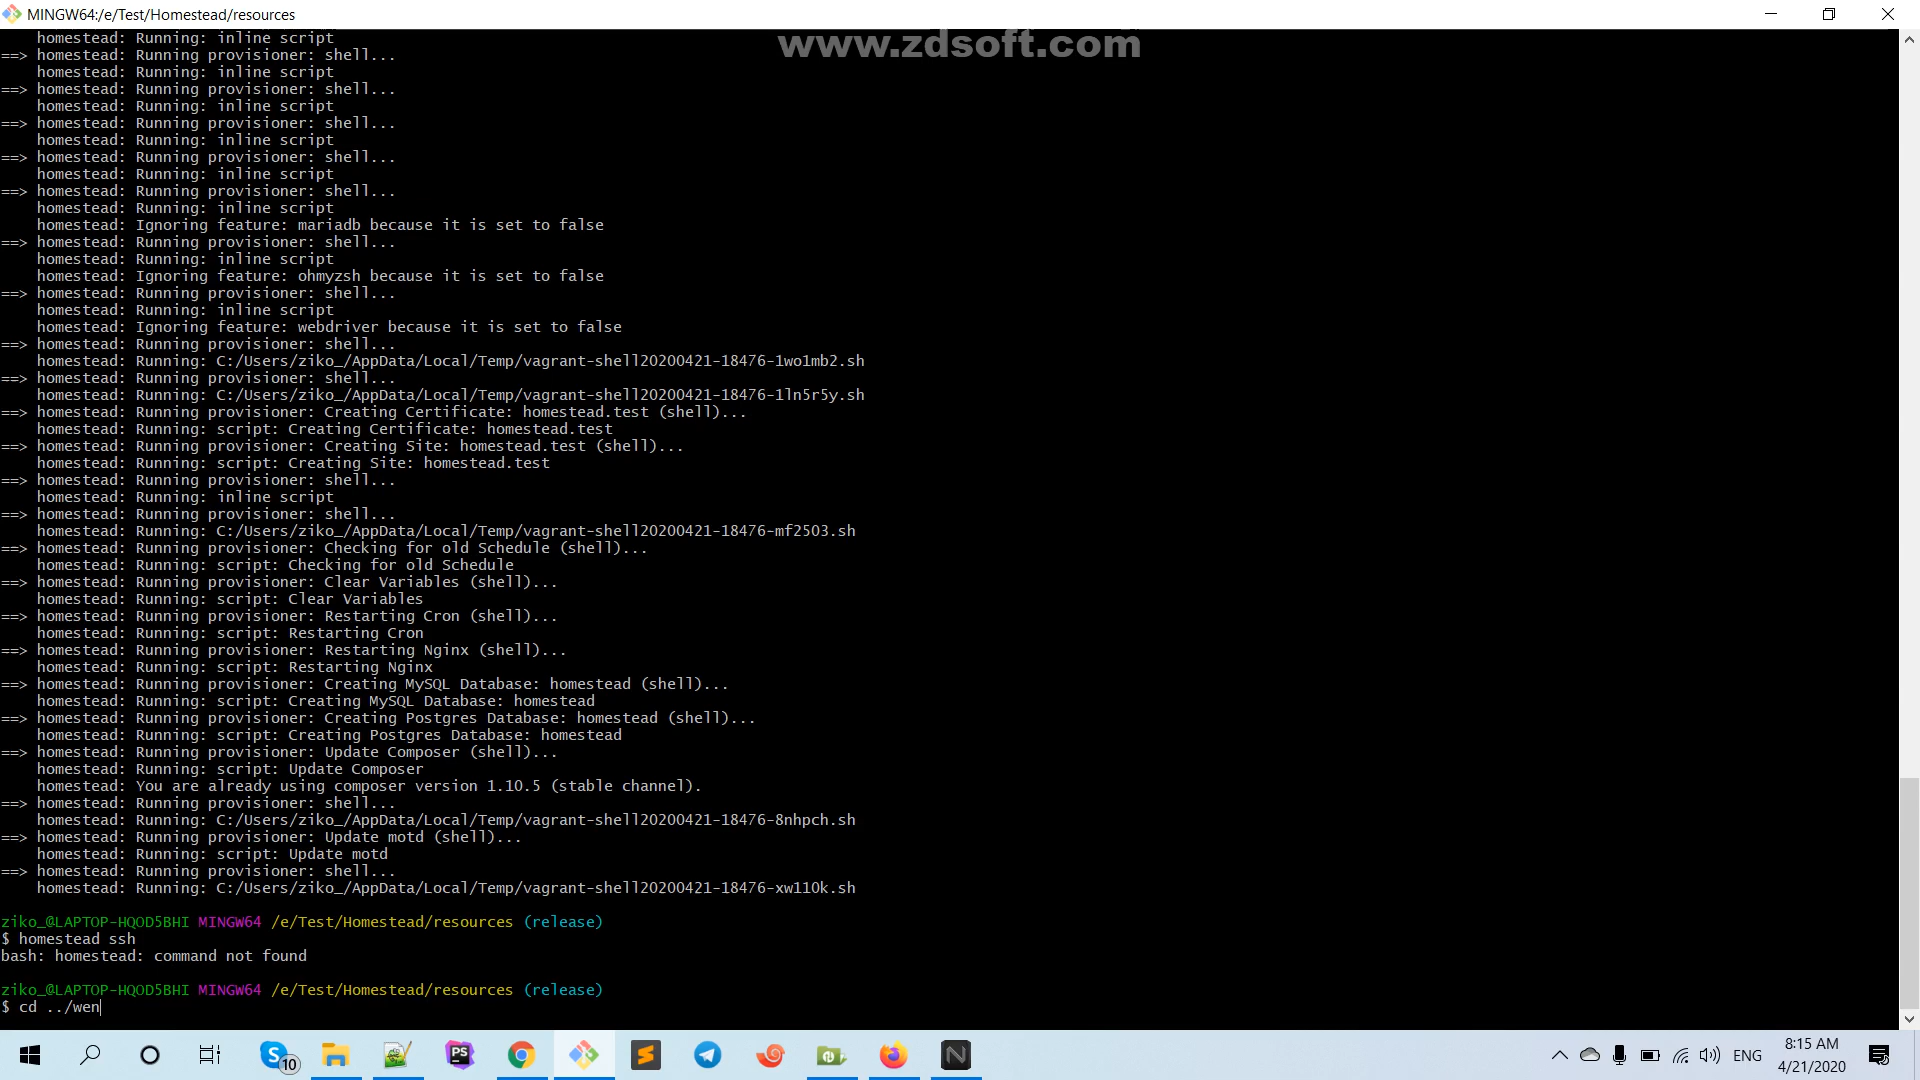 MINGW64:/e/Test/Homestead/resources
www.zdsoft.com
homestead: Running: inline script
==> homestead: Running provisioner: shell...
homestead: Running: inline script
==> homestead: Running provisioner: shell...
homestead: Running: inline script
==> homestead: Running provisioner: shell...
homestead: Running: inline script
==> homestead: Running provisioner: shell...
homestead: Running: inline script
==> homestead: Running provisioner: shell...
homestead: Running: inline script
homestead: Ignoring feature: mariadb because it is set to false
==> homestead: Running provisioner: shell...
homestead: Running: inline script
homestead: Ignoring feature: ohmyzsh because it is set to false
==> homestead: Running provisioner: shell...
homestead: Running: inline script
homestead: Ignoring feature: webdriver because it is set to false
==> homestead: Running provisioner: shell...
homestead: Running: C:/Users/ziko_/AppData/Local/Temp/vagrant-shell20200421-18476-1wo1mb2.sh
==> homestead: Running provisioner: shell...
homestead: Running: C:/Users/ziko_/AppData/Local/Temp/vagrant-shell20200421-18476-1ln5r5y.sh
==> homestead: Running provisioner: Creating Certificate: homestead.test (shell)...
homestead: Running: script: Creating Certificate: homestead.test
==> homestead: Running provisioner: Creating Site: homestead.test (shell)...
homestead: Running: script: Creating Site: homestead.test
==> homestead: Running provisioner: shell...
homestead: Running: inline script
==> homestead: Running provisioner: shell...
homestead: Running: C:/Users/ziko_/AppData/Local/Temp/vagrant-shell20200421-18476-mf2503.sh
==> homestead: Running provisioner: Checking for old Schedule (shell)...
homestead: Running: script: Checking for old Schedule
==> homestead: Running provisioner: Clear Variables (shell)...
homestead: Running: script: Clear Variables
==> homestead: Running provisioner: Restarting Cron (shell)...
homestead: Running: script: Restarting Cron
==> homestead: Running provisioner: Restarting Nginx (shell)...
homestead: Running: script: Restarting Nginx
==> homestead: Running provisioner: Creating MySQL Database: homestead (shell)...
homestead: Running: script: Creating MySQL Database: homestead
==> homestead: Running provisioner: Creating Postgres Database: homestead (shell)...
homestead: Running: script: Creating Postgres Database: homestead
==> homestead: Running provisioner: Update Composer (shell)...
homestead: Running: script: Update Composer
homestead: You are already using composer version 1.10.5 (stable channel).
==> homestead: Running provisioner: shell...
homestead: Running: C:/Users/ziko_/AppData/Local/Temp/vagrant-shell20200421-18476-8nhpch.sh
==> homestead: Running provisioner: Update motd (shell)...
homestead: Running: script: Update motd
==> homestead: Running provisioner: shell...
homestead: Running: C:/Users/ziko_/AppData/Local/Temp/vagrant-shell20200421-18476-xw110k.sh
ziko_@LAPTOP-HQOD5BHI MINGW64 /e/Test/Homestead/resources (release)
$ homestead ssh
bash: homestead: command not found
ziko_@LAPTOP-HQOD5BHI MINGW64 /e/Test/Homestead/resources (release)
$ cd ../wen
10
PS
ENG
8:15 AM
4/21/2020